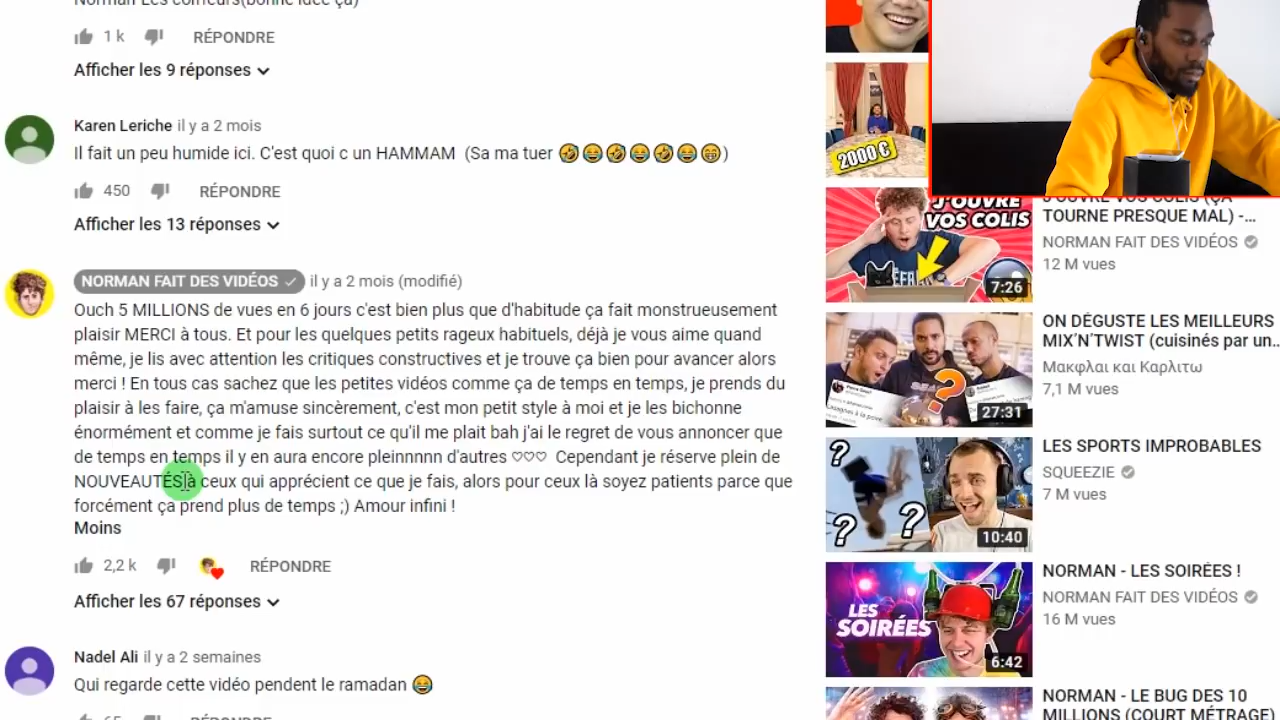 Norman Les coiffeurs(bonne idée ça)
1 k RÉPONDRE
Afficher les 9 réponses
Karen Leriche il y a 2 mois
Il fait un peu humide ici. C'est quoi c un HAMMAM (Sa ma tuer 🤣😂🤣😂🤣😂😁)
450 RÉPONDRE
Afficher les 13 réponses
NORMAN FAIT DES VIDÉOS il y a 2 mois (modifié)
Ouch 5 MILLIONS de vues en 6 jours c'est bien plus que d'habitude ça fait monstrueusement
plaisir MERCI à tous. Et pour les quelques petits rageux habituels, déjà je vous aime quand
même, je lis avec attention les critiques constructives et je trouve ça bien pour avancer alors
merci ! En tous cas sachez que les petites vidéos comme ça de temps en temps, je prends du
plaisir à les faire, ça m'amuse sincèrement, c'est mon petit style à moi et je les bichonne
énormément et comme je fais surtout ce qu'il me plait bah j'ai le regret de vous annoncer que
de temps en temps il y en aura encore pleinnnnn d'autres ♡♡♡ Cependant je réserve plein de
NOUVEAUTÉS à ceux qui apprécient ce que je fais, alors pour ceux là soyez patients parce que
forcément ça prend plus de temps ;) Amour infini !
Moins
2,2 k RÉPONDRE
Afficher les 67 réponses
Nadel Ali il y a 2 semaines
Qui regarde cette vidéo pendent le ramadan 😂
65 RÉPONDRE
2000 €
J'OUVRE
VOS COLIS
7:26
J'OUVRE VOS COLIS (ÇA
TOURNE PRESQUE MAL) -...
NORMAN FAIT DES VIDÉOS
12 M vues
?
27:31
ON DÉGUSTE LES MEILLEURS
MIX'N'TWIST (cuisinés par un...
Μακφλαι και Καρλιτω
7,1 M vues
? ? ?
10:40
LES SPORTS IMPROBABLES
SQUEEZIE
7 M vues
LES
SOIRÉES
6:42
NORMAN - LES SOIRÉES !
NORMAN FAIT DES VIDÉOS
16 M vues
NORMAN - LE BUG DES 10
MILLIONS (COURT MÉTRAGE)